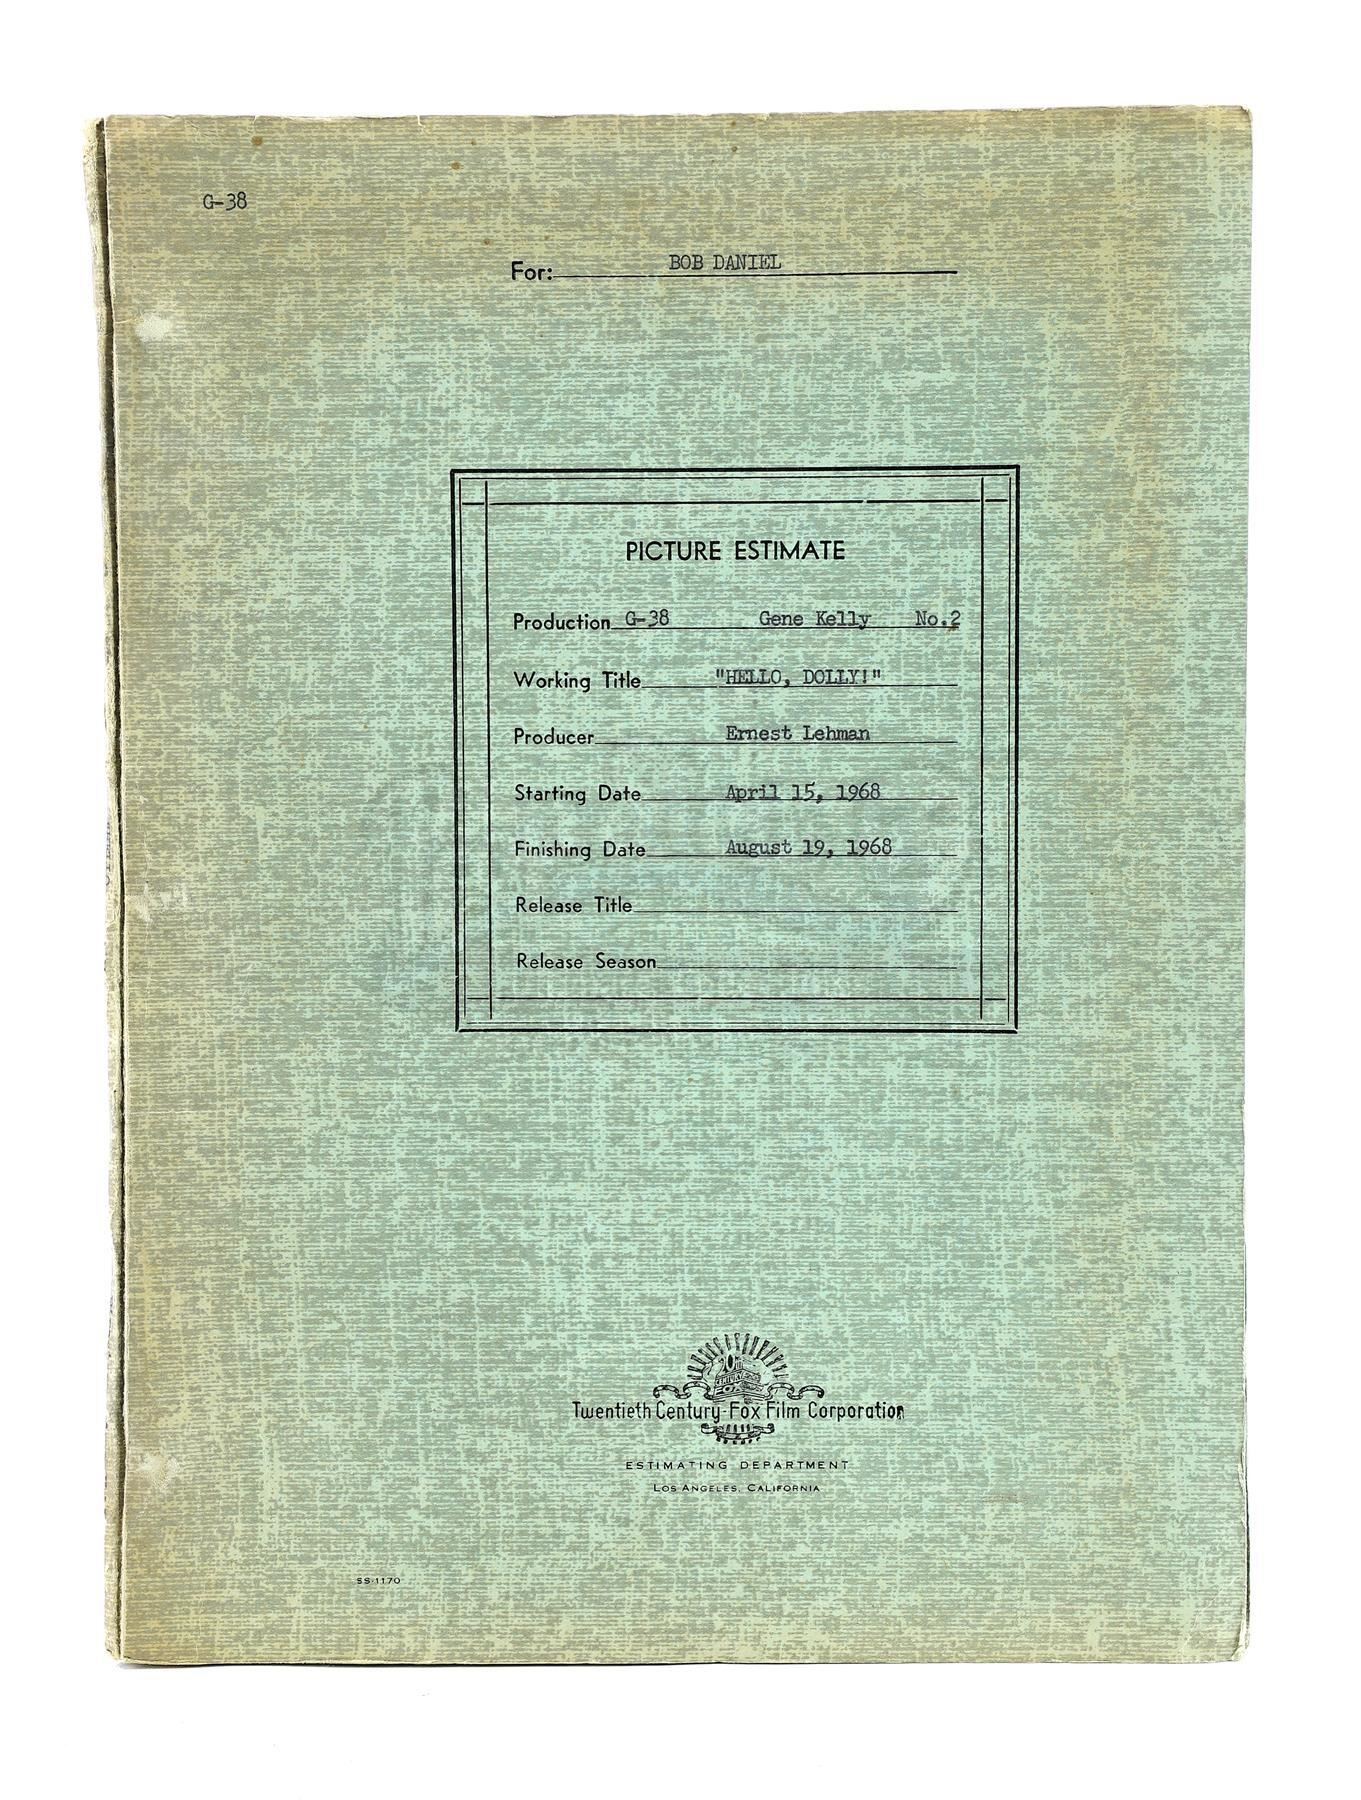 G-38
For: BOB DANIEL
PICTURE ESTIMATE
Production G-38 Gene Kelly No.2
Working Title "HELLO, DOLLY!"
Producer Ernest Lehman
Starting Date April 15, 1968
Finishing Date August 19, 1968
Release Title
Release Season
Twentieth Century-Fox Film Corporation
ESTIMATING DEPARTMENT
LOS ANGELES, CALIFORNIA
SS-1170